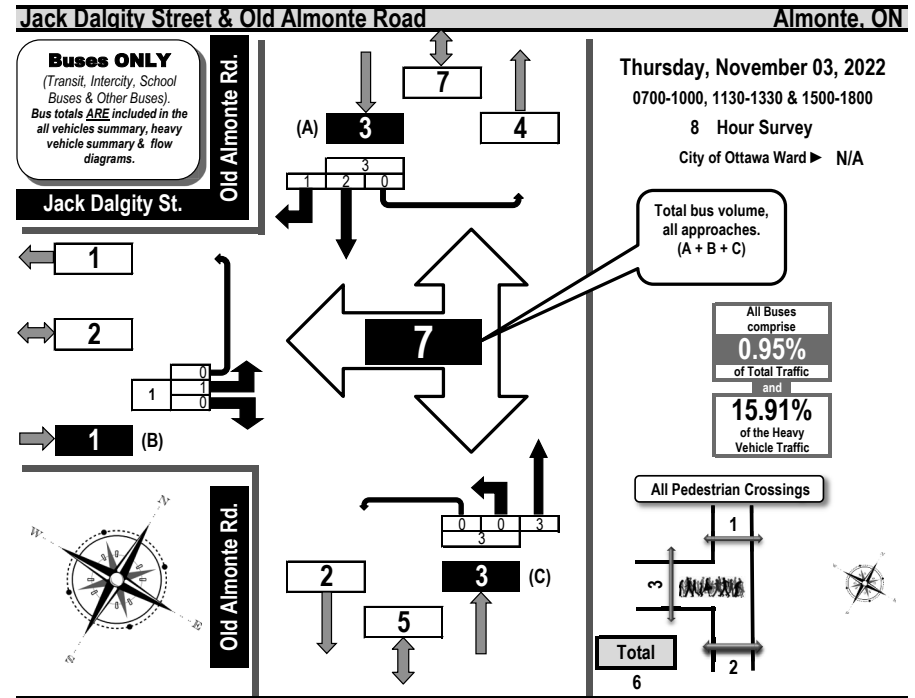 Jack Dalgity Street & Old Almonte Road
Almonte, ON
Buses ONLY
(Transit, Intercity, School
Buses & Other Buses).
Bus totals ARE included in the
all vehicles summary, heavy
vehicle summary & flow
diagrams.
Old Almonte Rd.
Jack Dalgity St.
7
(A) 3
4
3
1 2 0
1
2
0
1 1
0
1 (B)
7
Thursday, November 03, 2022
0700-1000, 1130-1330 & 1500-1800
8 Hour Survey
City of Ottawa Ward ► N/A
Total bus volume,
all approaches.
(A + B + C)
All Buses
comprise
0.95%
of Total Traffic
and
15.91%
of the Heavy
Vehicle Traffic
N
W
E
S
Old Almonte Rd.
0 0 3
3
2
3 (C)
5
All Pedestrian Crossings
1
3
2
Total
6